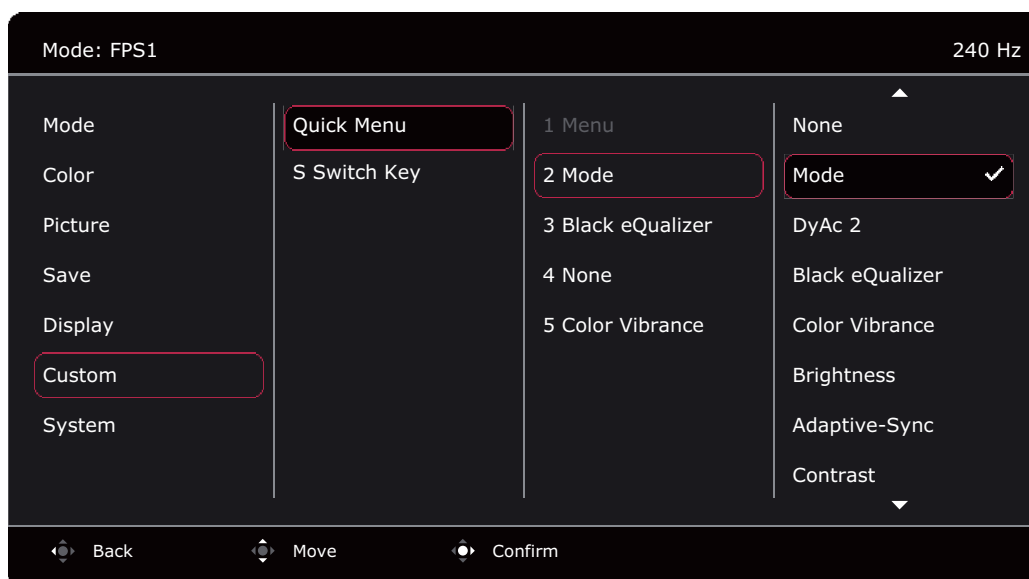 Mode: FPS1
240 Hz
Mode
Color
Picture
Save
Display
Custom
System
Quick Menu
S Switch Key
1 Menu
2 Mode
3 Black eQualizer
4 None
5 Color Vibrance
None
Mode
DyAc 2
Black eQualizer
Color Vibrance
Brightness
Adaptive-Sync
Contrast
Back
Move
Confirm